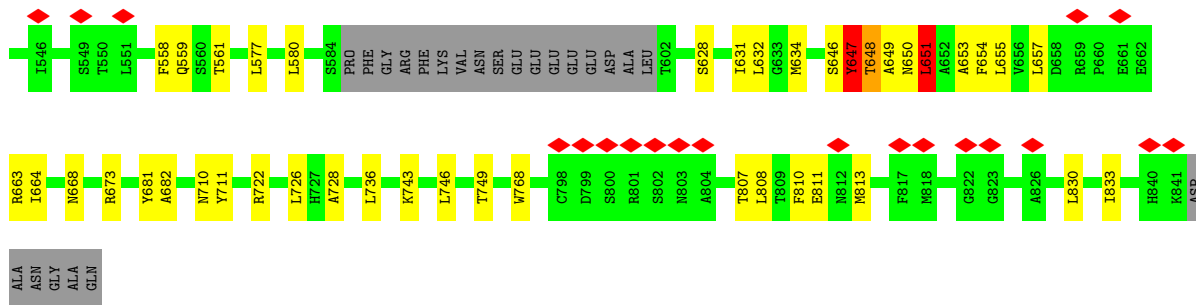 I546 S549 T550 L551 F558 Q559 S560 T561 L577 L580 S584 PRO PHE GLY ARG PHE LYS VAL ASN SER GLU GLU GLU GLU GLU ASP ALA LEU T602 S628 I631 L632 G633 M634 S646 Y647 T648 A649 N650 L651 A652 A653 F654 L655 V656 L657 D658 R659 P660 E661 E662
R663 I664 N668 R673 Y681 A682 N710 Y711 R722 L726 H727 A728 L736 K743 L746 T749 W768 C798 D799 S800 R801 S802 N803 A804 T807 L808 T809 F810 E811 N812 M813 F817 M818 G822 G823 A826 L830 I833 H840 K841 ASP
ALA ASN GLY ALA GLN